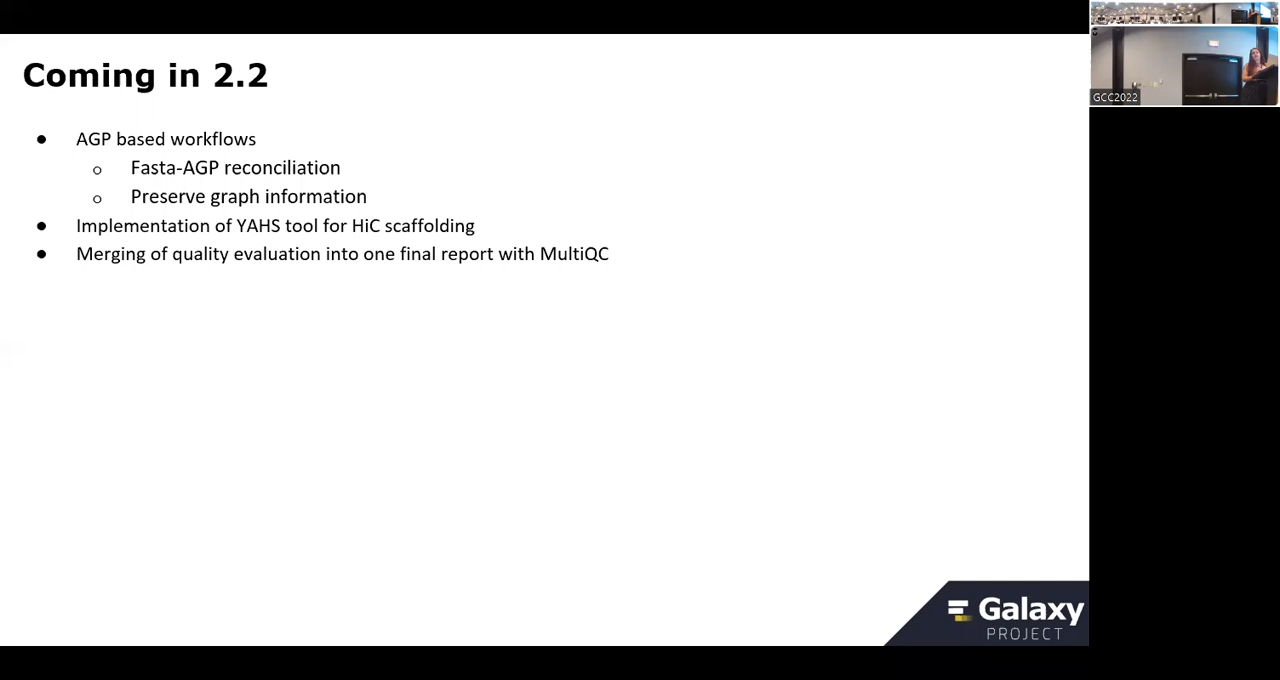 Coming in 2.2
● AGP based workflows
o Fasta-AGP reconciliation
o Preserve graph information
● Implementation of YAHS tool for HiC scaffolding
● Merging of quality evaluation into one final report with MultiQC
GCC2022
Galaxy
PROJECT